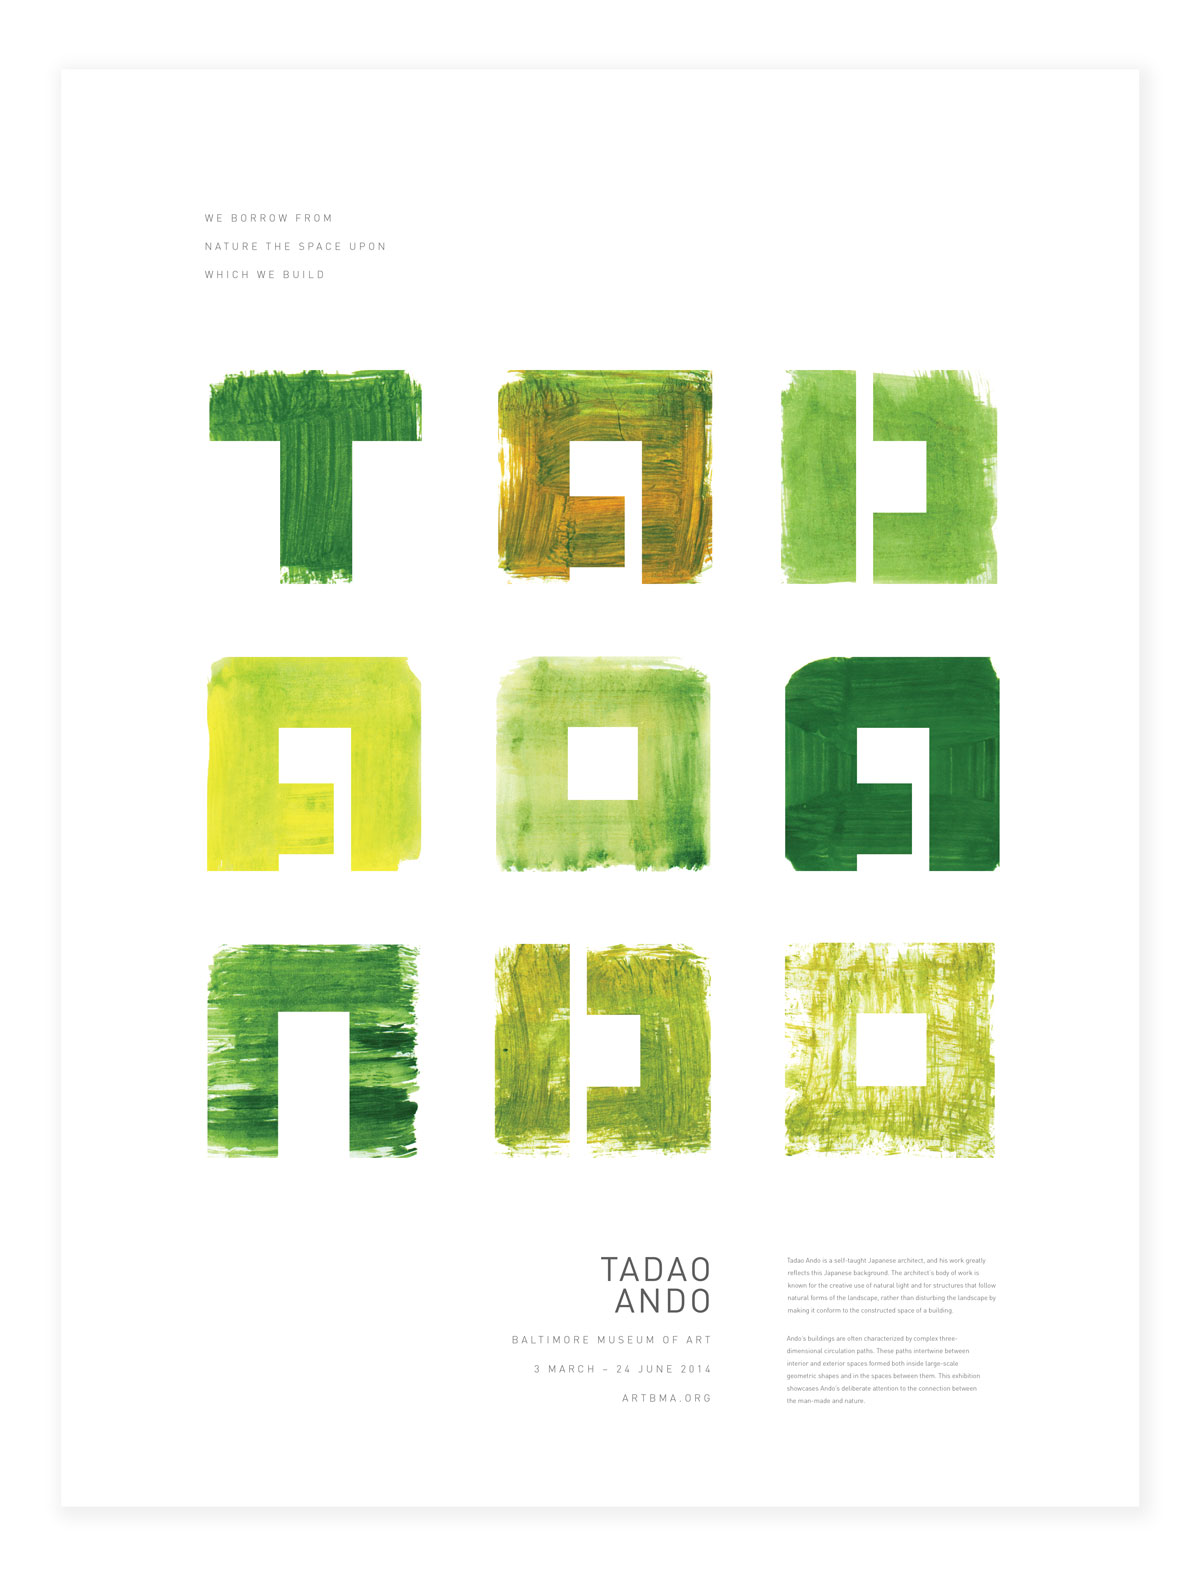 WE BORROW FROM
NATURE THE SPACE UPON
WHICH WE BUILD
TAD
AOA
NDO
TADAO
ANDO
BALTIMORE MUSEUM OF ART
3 MARCH – 24 JUNE 2014
ARTBMA.ORG
Tadao Ando is a self-taught Japanese architect, and his work greatly
reflects this Japanese background. The architect's body of work is
known for the creative use of natural light and for structures that follow
natural forms of the landscape, rather than disturbing the landscape by
making it conform to the constructed space of a building.
Ando's buildings are often characterized by complex three-
dimensional circulation paths. These paths intertwine between
interior and exterior spaces formed both inside large-scale
geometric shapes and in the spaces between them. This exhibition
showcases Ando's deliberate attention to the connection between
the man-made and nature.